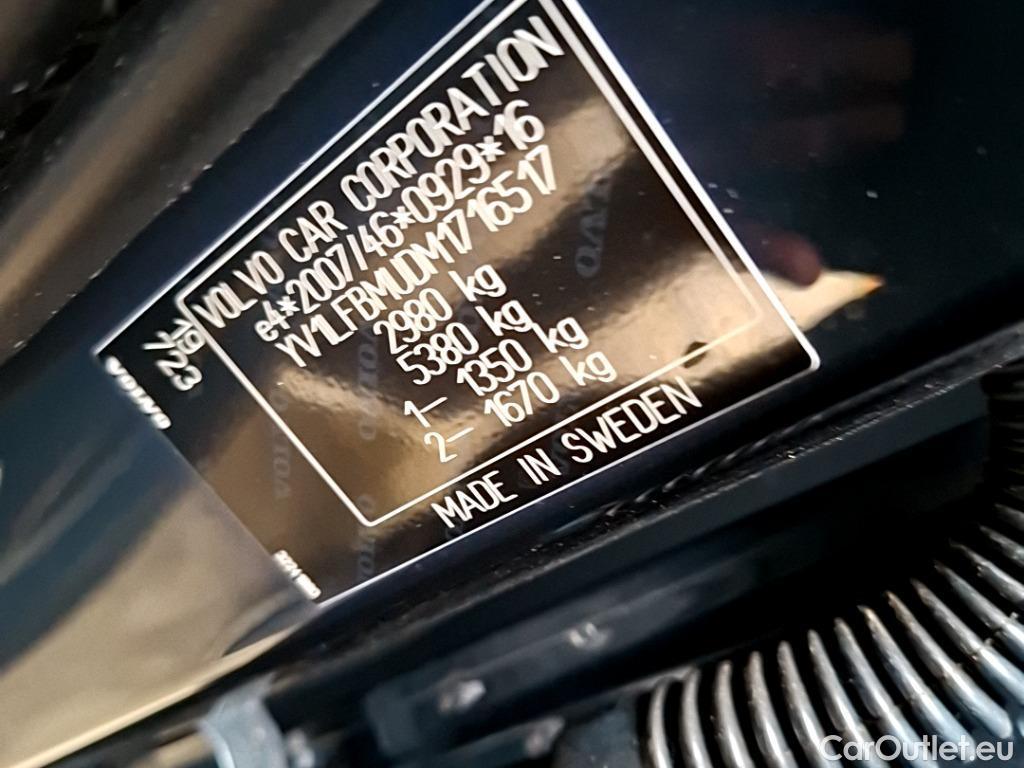 VOLVO CAR CORPORATION
e4*2007/46*0929*16
YV1LFBMUDM1716517
2980 kg
5380 kg
1– 1350 kg
2– 1670 kg
MADE IN SWEDEN
723
VOLVO
CarOutlet.eu